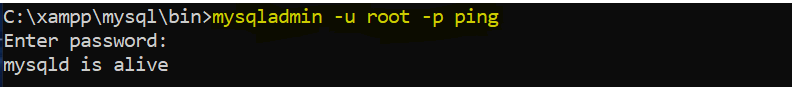 C:\xampp\mysql\bin>mysqladmin -u root -p ping
Enter password:
mysqld is alive